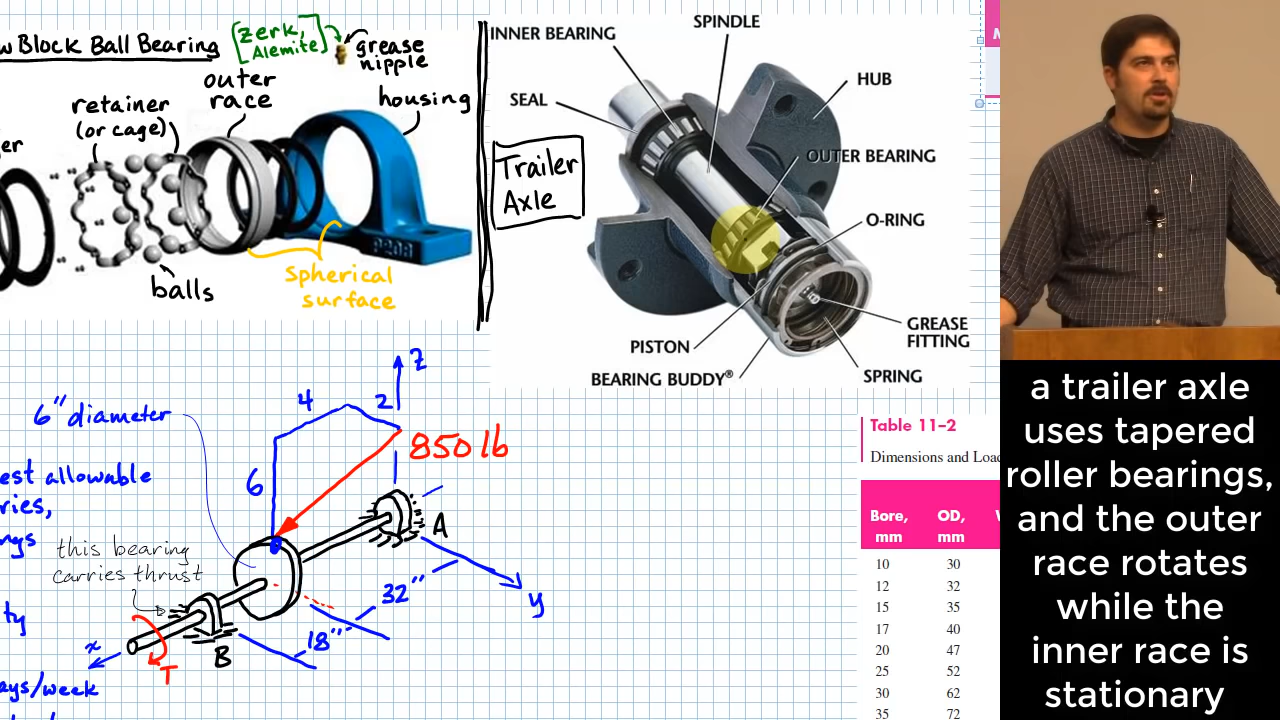 Block Ball Bearing
[zerk,
Alemite]
grease
nipple
outer
race
retainer
(or cage)
housing
balls
spherical
surface
Trailer
Axle
SPINDLE
INNER BEARING
HUB
SEAL
OUTER BEARING
O-RING
GREASE
FITTING
PISTON
SPRING
BEARING BUDDY®
z
4
2
6" diameter
850 lb
6
est allowable
ries,
ngs
this bearing
carries thrust
A
32"
y
ty
18"
x
B
T
ays/week
Table 11–2
Dimensions and Loa
Bore,
mm
OD,
mm
10 30
12 32
15 35
17 40
20 47
25 52
30 62
35 72
a trailer axle
uses tapered
roller bearings,
and the outer
race rotates
while the
inner race is
stationary